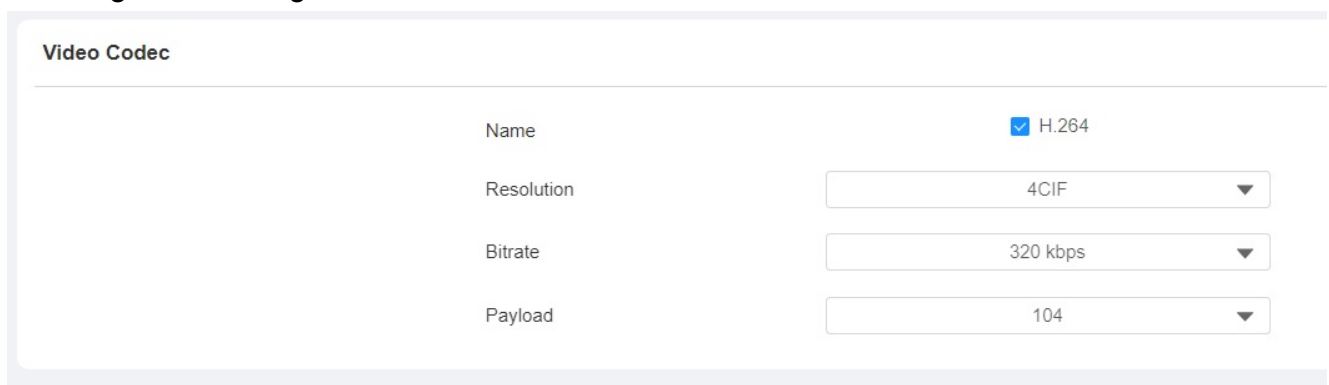 Video Codec
Name
H.264
Resolution
4CIF
Bitrate
320 kbps
Payload
104